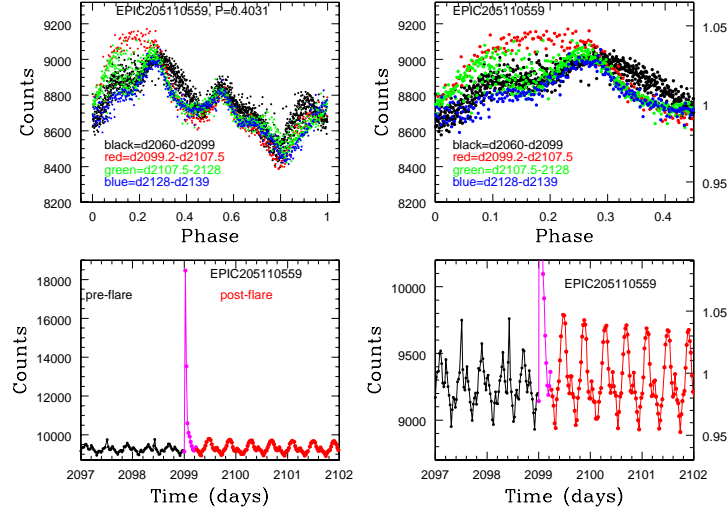 EPIC205110559, P=0.4031
9200
9000
8800
8600
8400
8200
Counts
black=d2060-d2099
red=d2099.2-d2107.5
green=d2107.5-2128
blue=d2128-d2139
0 0.2 0.4 0.6 0.8 1
Phase
EPIC205110559
9200
9000
8800
8600
8400
8200
Counts
1.05
1
0.95
black=d2060-d2099
red=d2099.2-d2107.5
green=d2107.5-2128
blue=d2128-d2139
0 0.1 0.2 0.3 0.4
Phase
EPIC205110559
pre-flare
post-flare
18000
16000
14000
12000
10000
Counts
2097 2098 2099 2100 2101 2102
Time (days)
EPIC205110559
10000
9500
9000
Counts
1.05
1
0.95
2097 2098 2099 2100 2101 2102
Time (days)